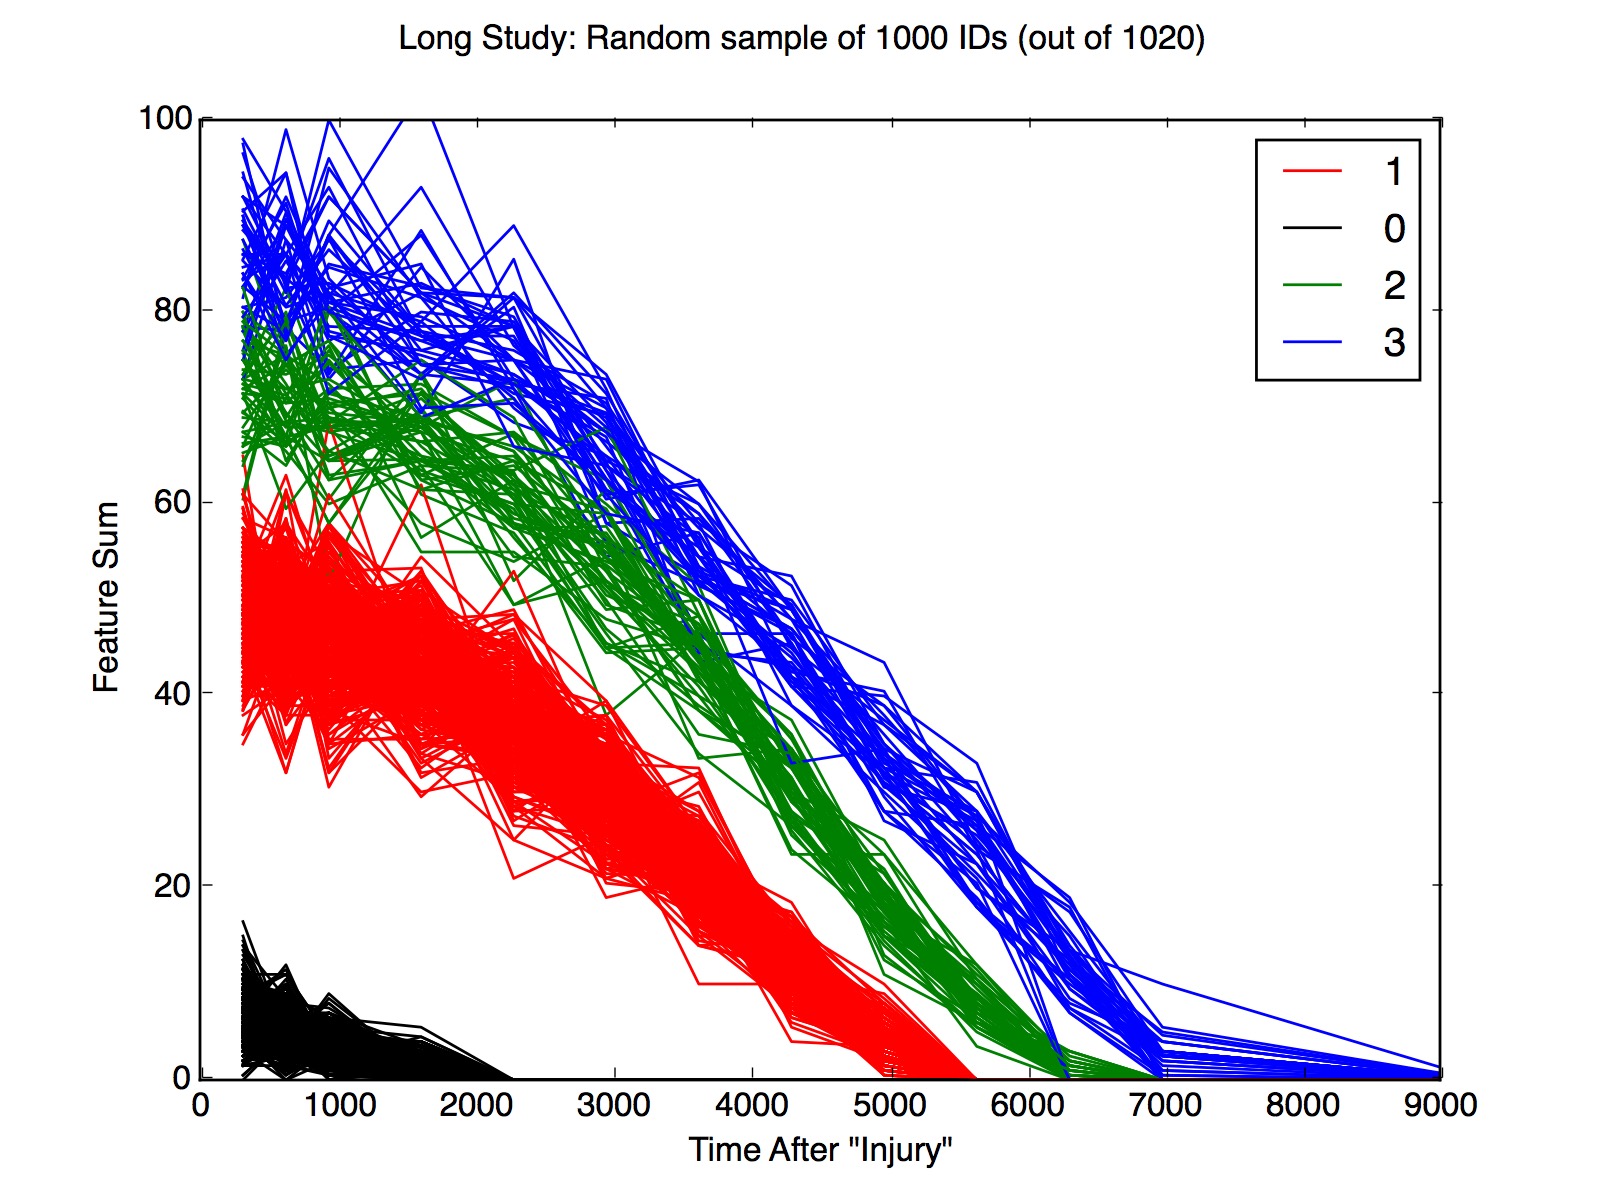 Long Study: Random sample of 1000 IDs (out of 1020)
100
80
60
40
20
0
Feature Sum
1
0
2
3
0 1000 2000 3000 4000 5000 6000 7000 8000 9000
Time After "Injury"